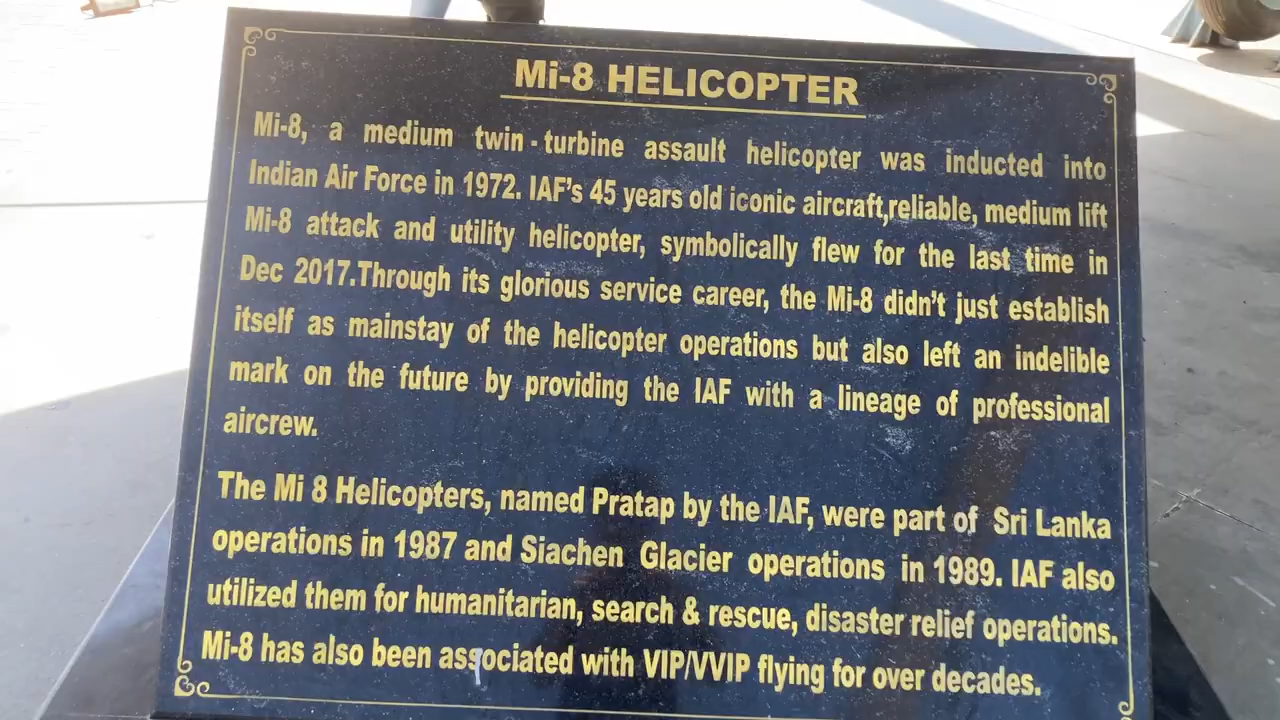 Mi-8 HELICOPTER
Mi-8, a medium twin - turbine assault helicopter was inducted into
Indian Air Force in 1972. IAF's 45 years old iconic aircraft,reliable, medium lift
Mi-8 attack and utility helicopter, symbolically flew for the last time in
Dec 2017.Through its glorious service career, the Mi-8 didn't just establish
itself as mainstay of the helicopter operations but also left an indelible
mark on the future by providing the IAF with a lineage of professional
aircrew.
The Mi 8 Helicopters, named Pratap by the IAF, were part of Sri Lanka
operations in 1987 and Siachen Glacier operations in 1989. IAF also
utilized them for humanitarian, search & rescue, disaster relief operations.
Mi-8 has also been associated with VIP/VVIP flying for over decades.